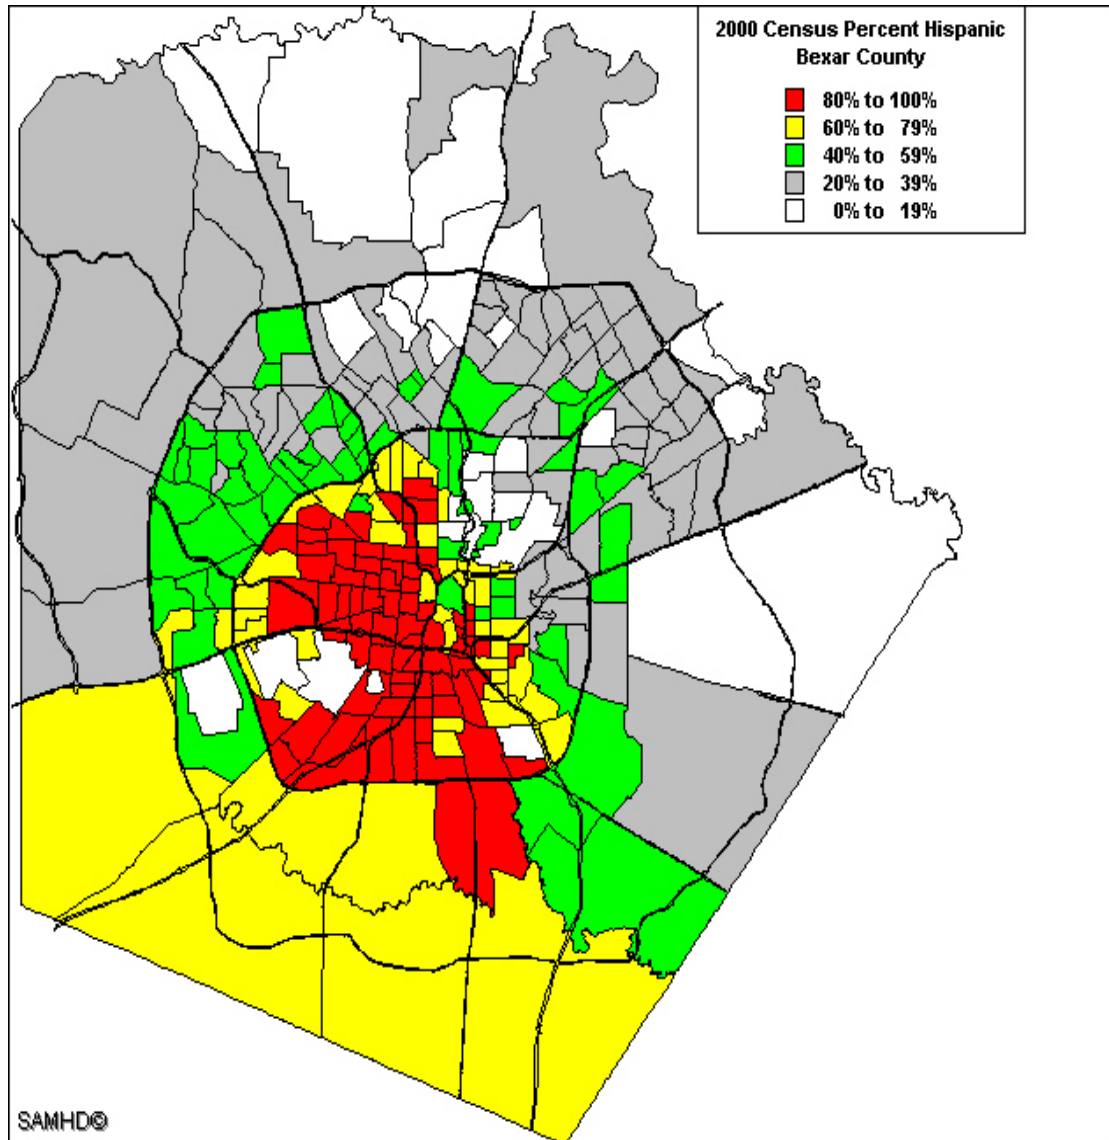 2000 Census Percent Hispanic
Bexar County
80% to 100%
60% to 79%
40% to 59%
20% to 39%
0% to 19%
SAMHD©